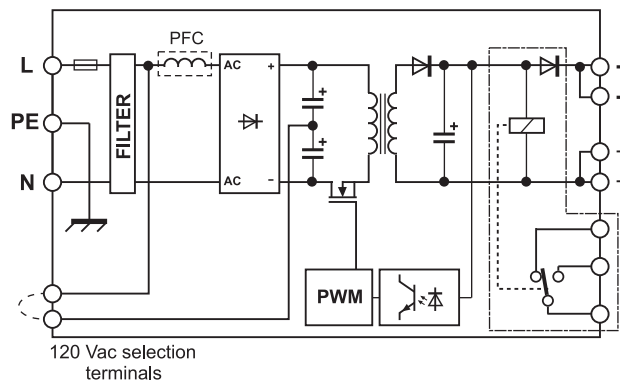 PFC
L
AC
+
+
PE
FILTER
+
+
N
AC
-
PWM
120 Vac selection
terminals